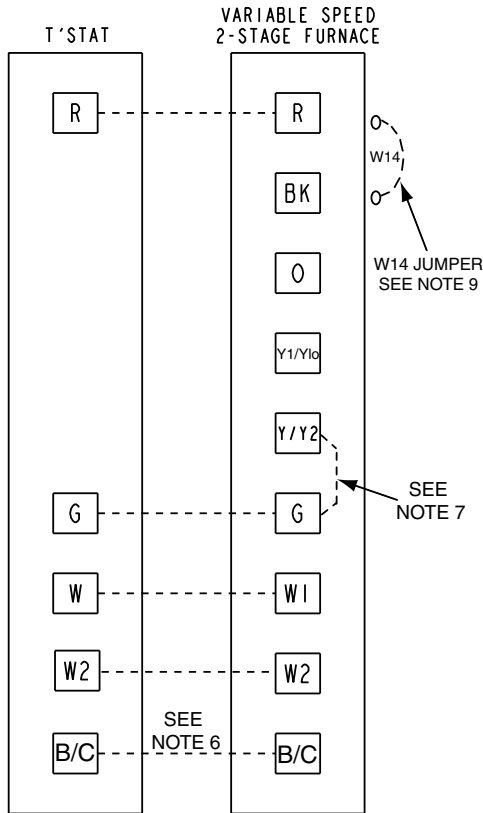 T'STAT
VARIABLE SPEED
2-STAGE FURNACE
R
R
W14
BK
W14 JUMPER
SEE NOTE 9
O
Y1/Ylo
Y/Y2
SEE
NOTE 7
G
G
W
W1
W2
W2
SEE
NOTE 6
B/C
B/C